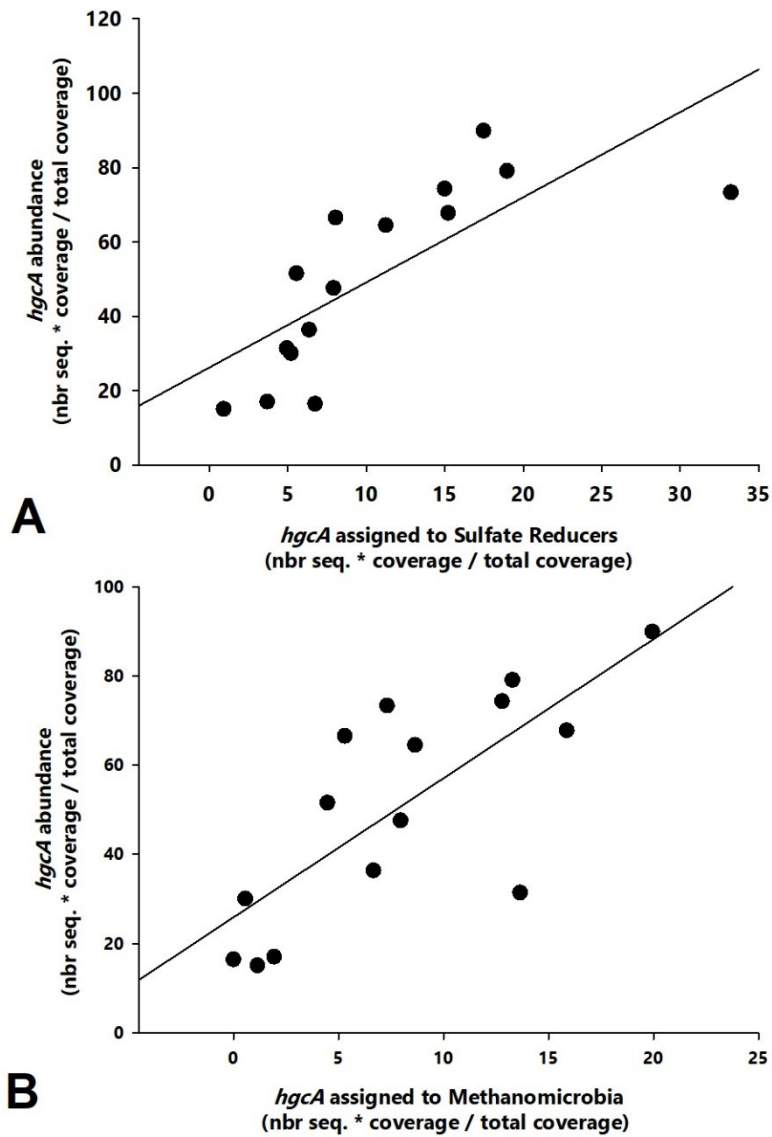 120
100
80
60
40
20
0
hgcA abundance
(nbr seq. * coverage / total coverage)
0 5 10 15 20 25 30 35
A
hgcA assigned to Sulfate Reducers
(nbr seq. * coverage / total coverage)
100
80
60
40
20
0
hgcA abundance
(nbr seq. * coverage / total coverage)
0 5 10 15 20 25
B
hgcA assigned to Methanomicrobia
(nbr seq. * coverage / total coverage)